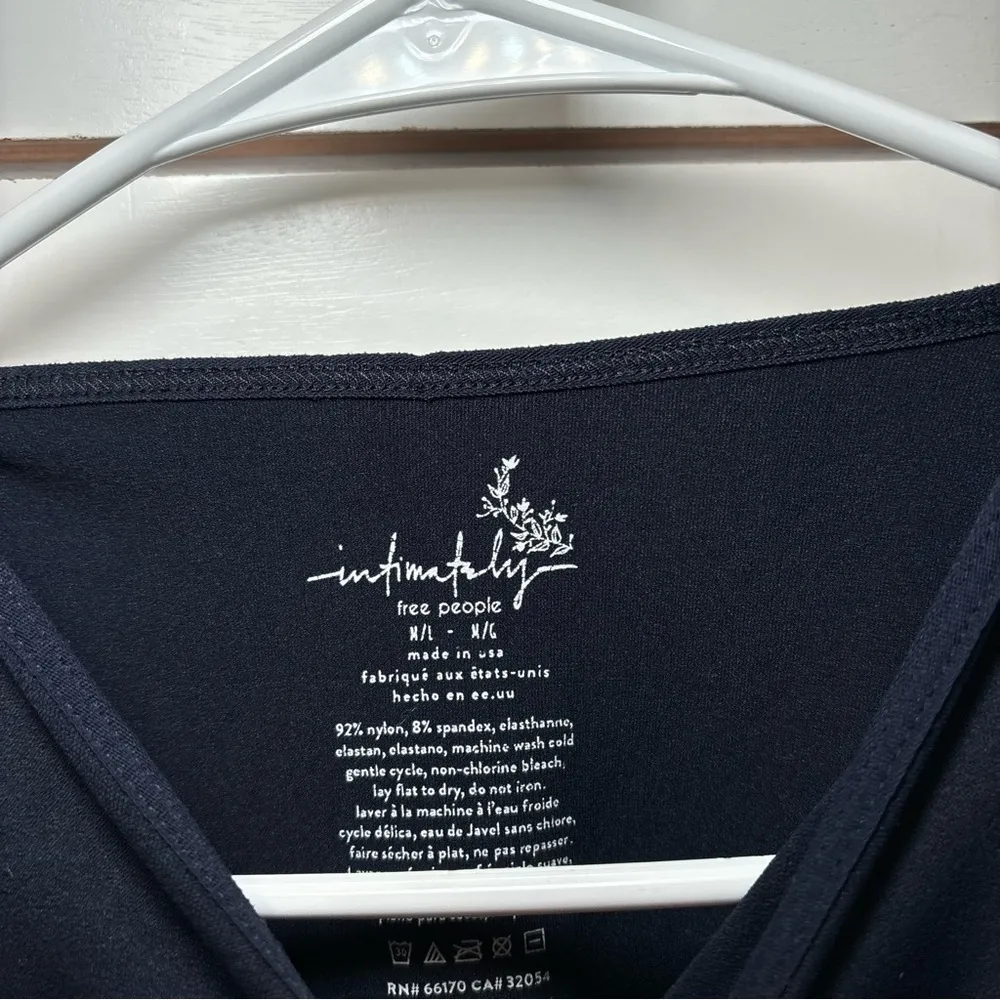 intimately
free people
M/L - M/G
made in usa
fabriqué aux états-unis
hecho en ee.uu
92% nylon, 8% spandex, elasthanne,
elastan, elastano, machine wash cold
gentle cycle, non-chlorine bleach,
lay flat to dry, do not iron.
laver à la machine à l'eau froide
cycle délica, eau de Javel sans chlore,
faire sécher à plat, ne pas repasser.
suave,
30
RN# 66170 CA# 32054